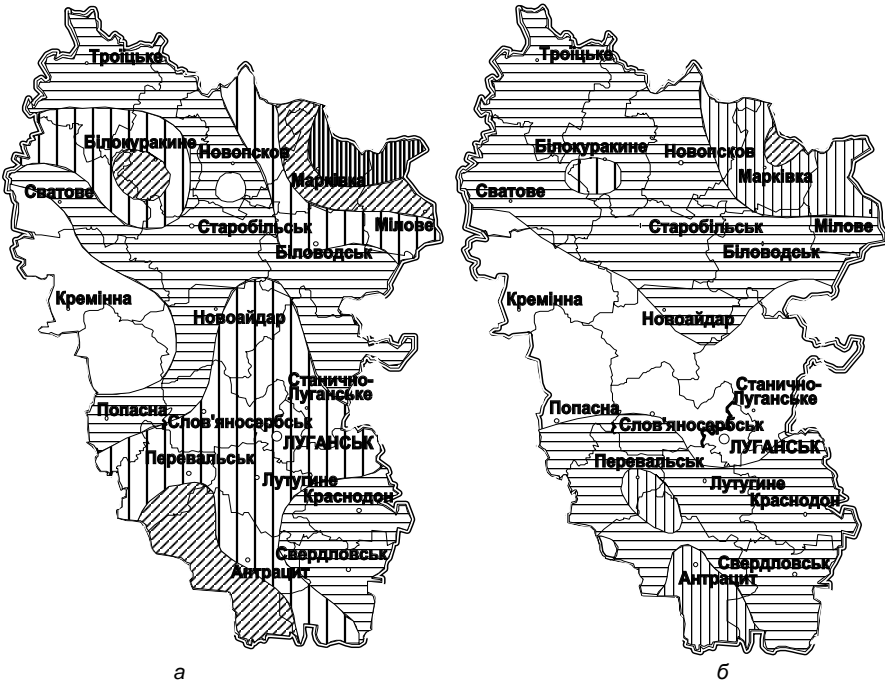 Троїцьке
Білокуракине
Новопсков
Марківка
Сватове
Старобільськ
Мілове
Біловодськ
Кремінна
Новоайдар
Станично-
Луганське
Попасна
Слов'яносербськ
ЛУГАНСЬК
Перевальськ
Лутугине
Краснодон
Свердловськ
Антрацит
а
Троїцьке
Білокуракине
Новопсков
Марківка
Сватове
Старобільськ
Мілове
Біловодськ
Кремінна
Новоайдар
Станично-
Луганське
Попасна
Слов'яносербськ
ЛУГАНСЬК
Перевальськ
Лутугине
Краснодон
Свердловськ
Антрацит
б